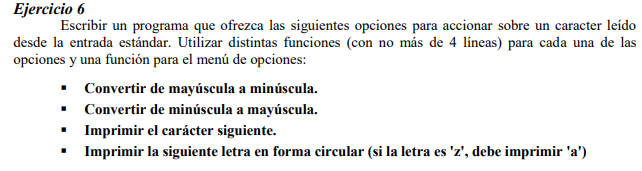 Ejercicio 6
Escribir un programa que ofrezca las siguientes opciones para accionar sobre un caracter leído
desde la entrada estándar. Utilizar distintas funciones (con no más de 4 líneas) para cada una de las
opciones y una función para el menú de opciones:
▪ Convertir de mayúscula a minúscula.
▪ Convertir de minúscula a mayúscula.
▪ Imprimir el carácter siguiente.
▪ Imprimir la siguiente letra en forma circular (si la letra es 'z', debe imprimir 'a')